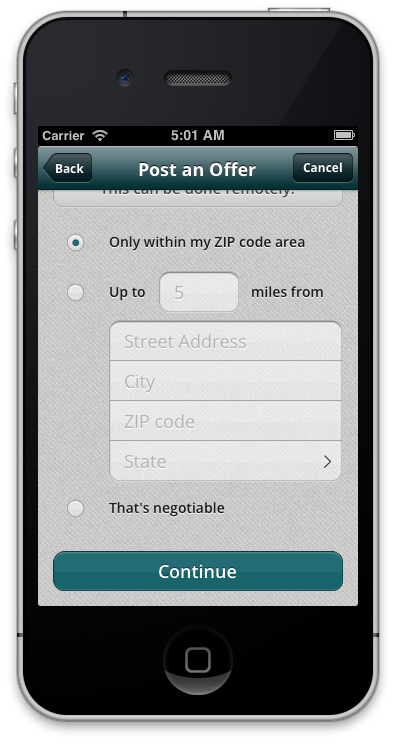 Carrier 5:01 AM
Back Post an Offer Cancel
This can be done remotely.
Only within my ZIP code area
Up to 5 miles from
Street Address
City
ZIP code
State
That's negotiable
Continue